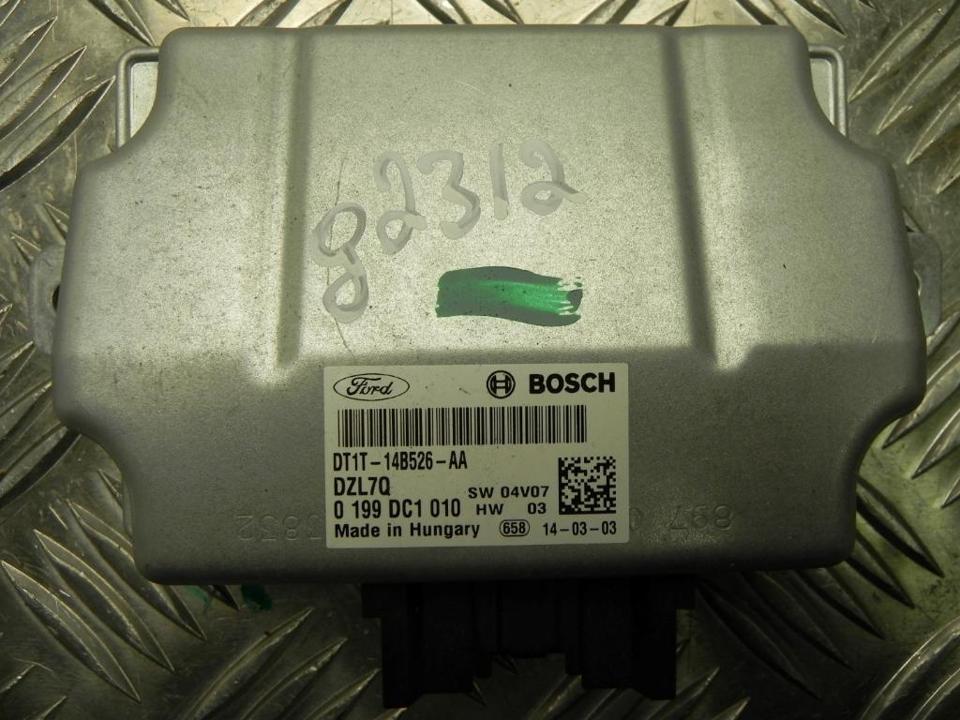 82312
Ford BOSCH
DT1T-14B526-AA
DZL7Q SW 04V07
0 199 DC1 010 HW 03
Made in Hungary 658 14-03-03